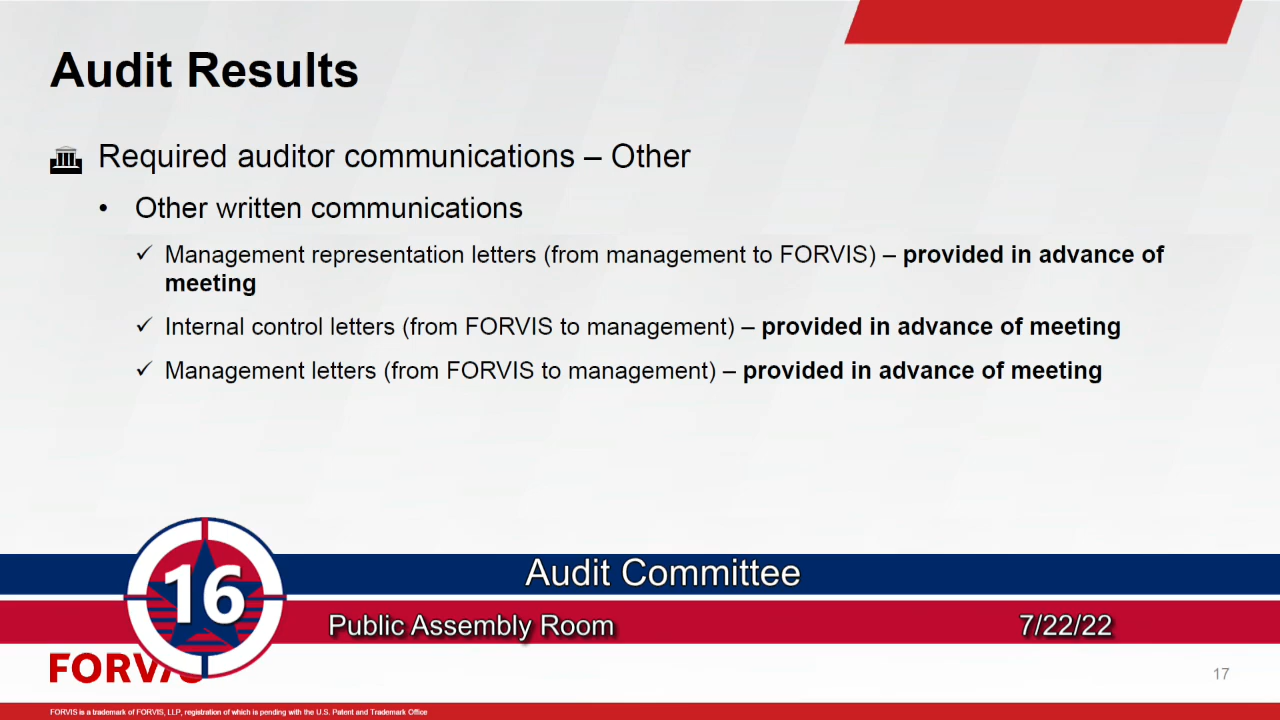 Audit Results
Required auditor communications – Other
• Other written communications
✓ Management representation letters (from management to FORVIS) – provided in advance of
meeting
✓ Internal control letters (from FORVIS to management) – provided in advance of meeting
✓ Management letters (from FORVIS to management) – provided in advance of meeting
16
Audit Committee
Public Assembly Room 7/22/22
FORVIS
17
FORVIS is a trademark of FORVIS, LLP, registration of which is pending with the U.S. Patent and Trademark Office